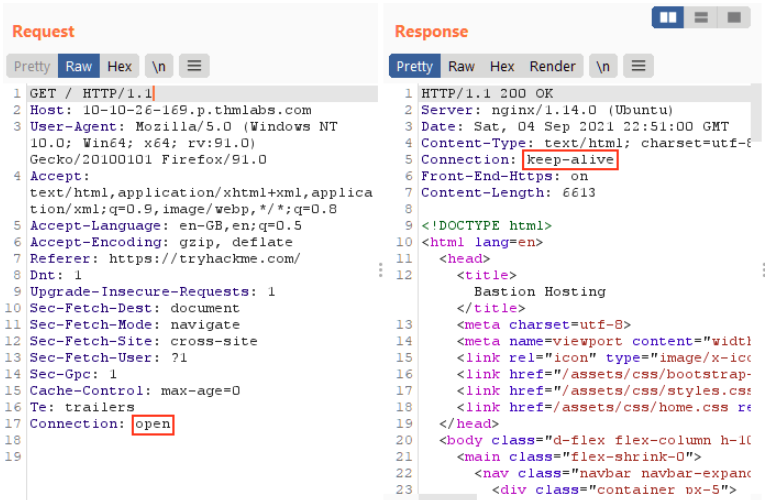 Request
Pretty Raw Hex \n
1 GET / HTTP/1.1
2 Host: 10-10-26-169.p.thmlabs.com
3 User-Agent: Mozilla/5.0 (Windows NT
10.0; Win64; x64; rv:91.0)
Gecko/20100101 Firefox/91.0
4 Accept:
text/html,application/xhtml+xml,applica
tion/xml;q=0.9,image/webp,*/*;q=0.8
5 Accept-Language: en-GB,en;q=0.5
6 Accept-Encoding: gzip, deflate
7 Referer: https://tryhackme.com/
8 Dnt: 1
9 Upgrade-Insecure-Requests: 1
10 Sec-Fetch-Dest: document
11 Sec-Fetch-Mode: navigate
12 Sec-Fetch-Site: cross-site
13 Sec-Fetch-User: ?1
14 Sec-Gpc: 1
15 Cache-Control: max-age=0
16 Te: trailers
17 Connection: open
18
19
Response
Pretty Raw Hex Render \n
1 HTTP/1.1 200 OK
2 Server: nginx/1.14.0 (Ubuntu)
3 Date: Sat, 04 Sep 2021 22:51:00 GMT
4 Content-Type: text/html; charset=utf-8
5 Connection: keep-alive
6 Front-End-Https: on
7 Content-Length: 6613
8
9 <!DOCTYPE html>
10 <html lang=en>
11 <head>
12 <title>
Bastion Hosting
</title>
13 <meta charset=utf-8>
14 <meta name=viewport content="width
15 <link rel="icon" type="image/x-ico
16 <link href="/assets/css/bootstrap-
17 <link href="/assets/css/styles.css
18 <link href=/assets/css/home.css re
19 </head>
20 <body class="d-flex flex-column h-10
21 <main class="flex-shrink-0">
22 <nav class="navbar navbar-expand
23 <div class="container px-5">